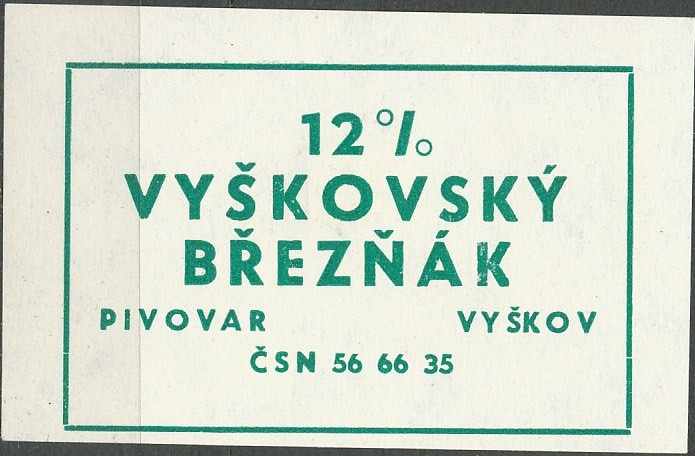 12%
VYŠKOVSKÝ
BŘEZŇÁK
PIVOVAR VYŠKOV
ČSN 56 66 35